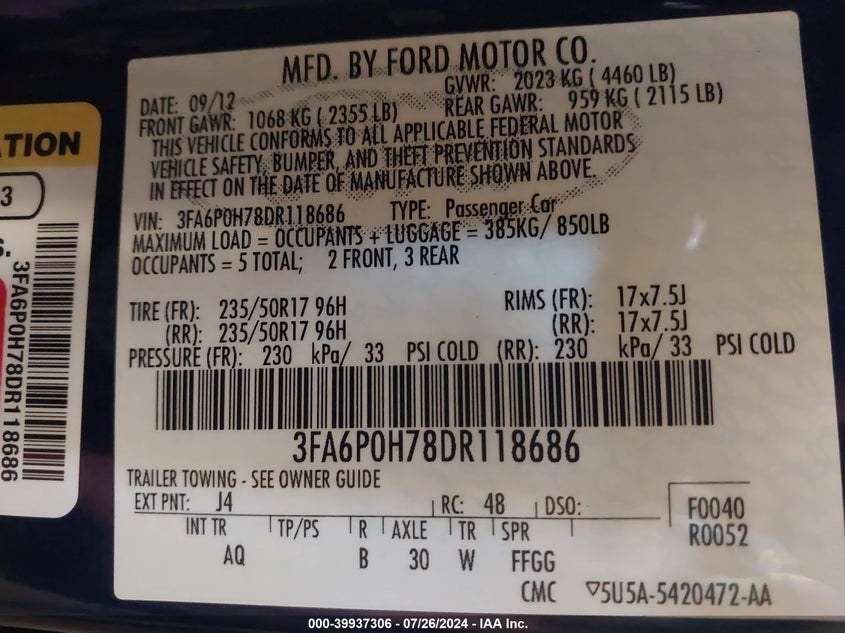 MFD. BY FORD MOTOR CO.
DATE: 09/12 GVWR: 2023 KG ( 4460 LB)
FRONT GAWR: 1068 KG ( 2355 LB) REAR GAWR: 959 KG ( 2115 LB)
THIS VEHICLE CONFORMS TO ALL APPLICABLE FEDERAL MOTOR
VEHICLE SAFETY, BUMPER, AND THEFT PREVENTION STANDARDS
IN EFFECT ON THE DATE OF MANUFACTURE SHOWN ABOVE.
VIN: 3FA6P0H78DR118686 TYPE: Passenger Car
MAXIMUM LOAD = OCCUPANTS + LUGGAGE = 385KG/ 850LB
OCCUPANTS = 5 TOTAL; 2 FRONT, 3 REAR
TIRE (FR): 235/50R17 96H RIMS (FR): 17x7.5J
(RR): 235/50R17 96H (RR): 17x7.5J
PRESSURE (FR): 230 kPa/ 33 PSI COLD (RR): 230 kPa/ 33 PSI COLD
3FA6P0H78DR118686
TRAILER TOWING - SEE OWNER GUIDE
EXT PNT: J4 RC: 48 DSO:
INT TR TP/PS R AXLE TR SPR
AQ B 30 W FFGG
F0040
R0052
CMC ▽5U5A-5420472-AA
ATION
3
S.
3FA6P0H78DR118686
000-39937306 - 07/26/2024 - IAA Inc.